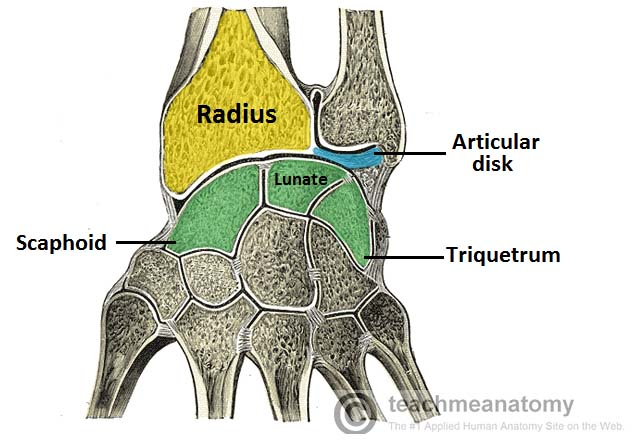 Radius
Articular
disk
Lunate
Scaphoid
Triquetrum
teachmeanatomy
The #1 Applied Human Anatomy Site on the Web.